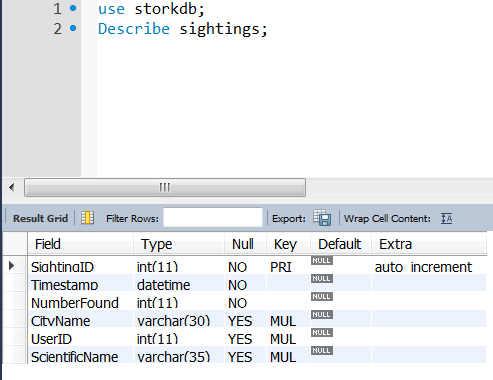 1 use storkdb;
2 Describe sightings;
Result Grid Filter Rows: Export: Wrap Cell Content: IA
Field Type Null Key Default Extra
SightingID int(11) NO PRI NULL auto_increment
Timestamp datetime NO NULL
NumberFound int(11) NO NULL
CityName varchar(30) YES MUL NULL
UserID int(11) YES MUL NULL
ScientificName varchar(35) YES MUL NULL